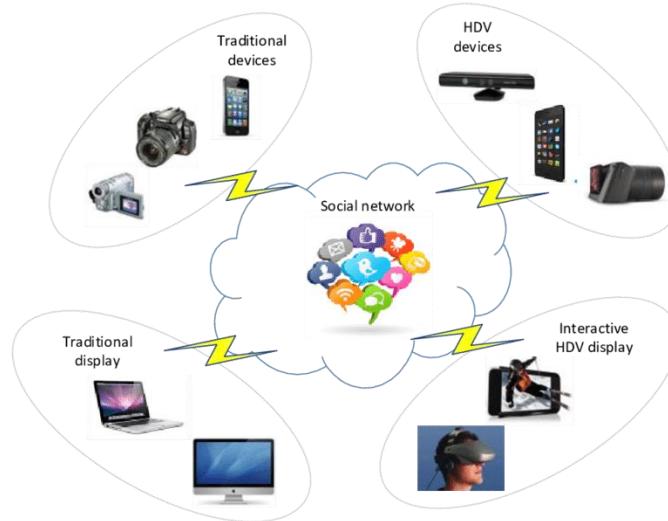 Traditional
devices
HDV
devices
Social network
Traditional
display
Interactive
HDV display